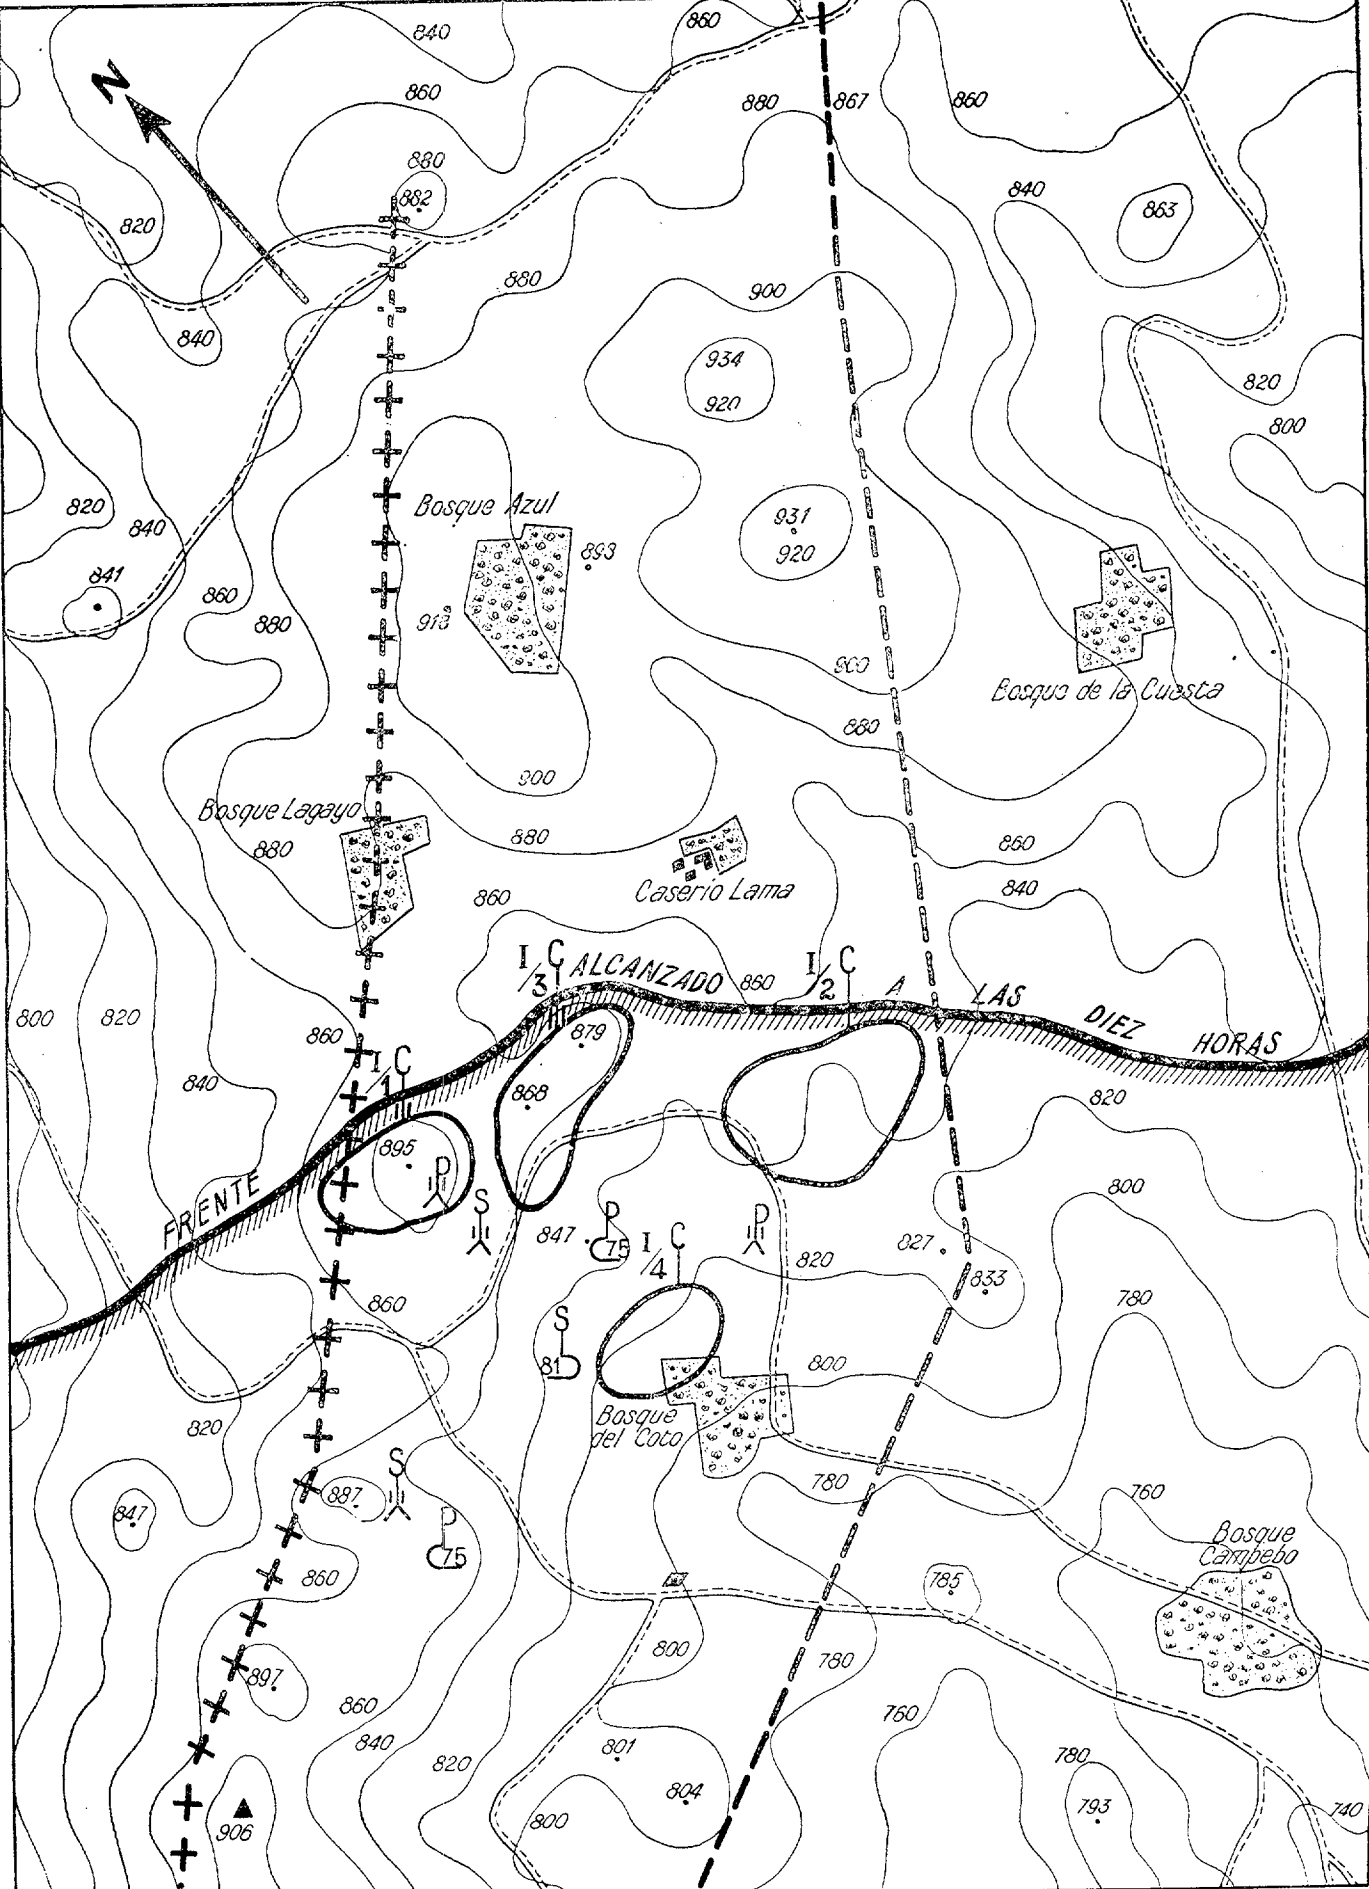 840
860
N
860
880
867
860
880
882
840
863
820
880
900
840
934
920
820
800
Bosque Azul
820
840
931
920
893
841
860
880
913
900
Bosque de la Cuesta
880
900
Bosque Lagayo
880
880
860
Caserío Lama
840
860
I/3 C
ALCANZADO
860
I/2 C
A
LAS
DIEZ
HORAS
800
820
860
879
I/1 C
840
868
820
895
P
FRENTE
S
847
P
75
I/4 C
P
800
827
820
833
860
780
S
81
800
820
Bosque
del Coto
S
887
780
760
847
P
75
Bosque
Campebo
860
785
800
780
897
860
760
840
820
801
780
804
793
740
906
800